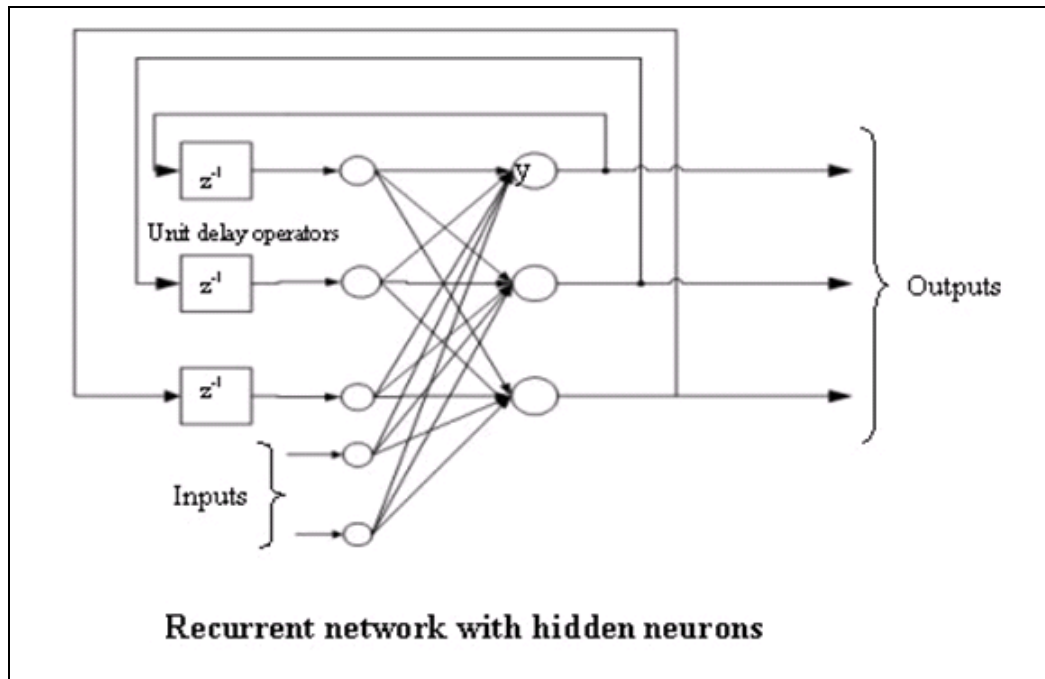 z⁻¹
y
Unit delay operators
z⁻¹
Outputs
z⁻¹
Inputs
Recurrent network with hidden neurons